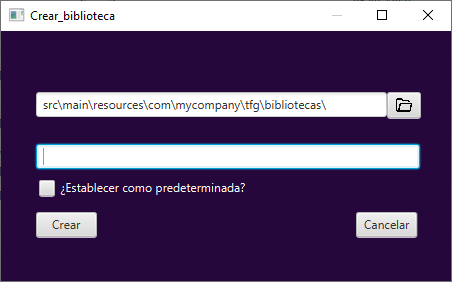 Crear_biblioteca
src\main\resources\com\mycompany\tfg\bibliotecas\
¿Establecer como predeterminada?
Crear
Cancelar